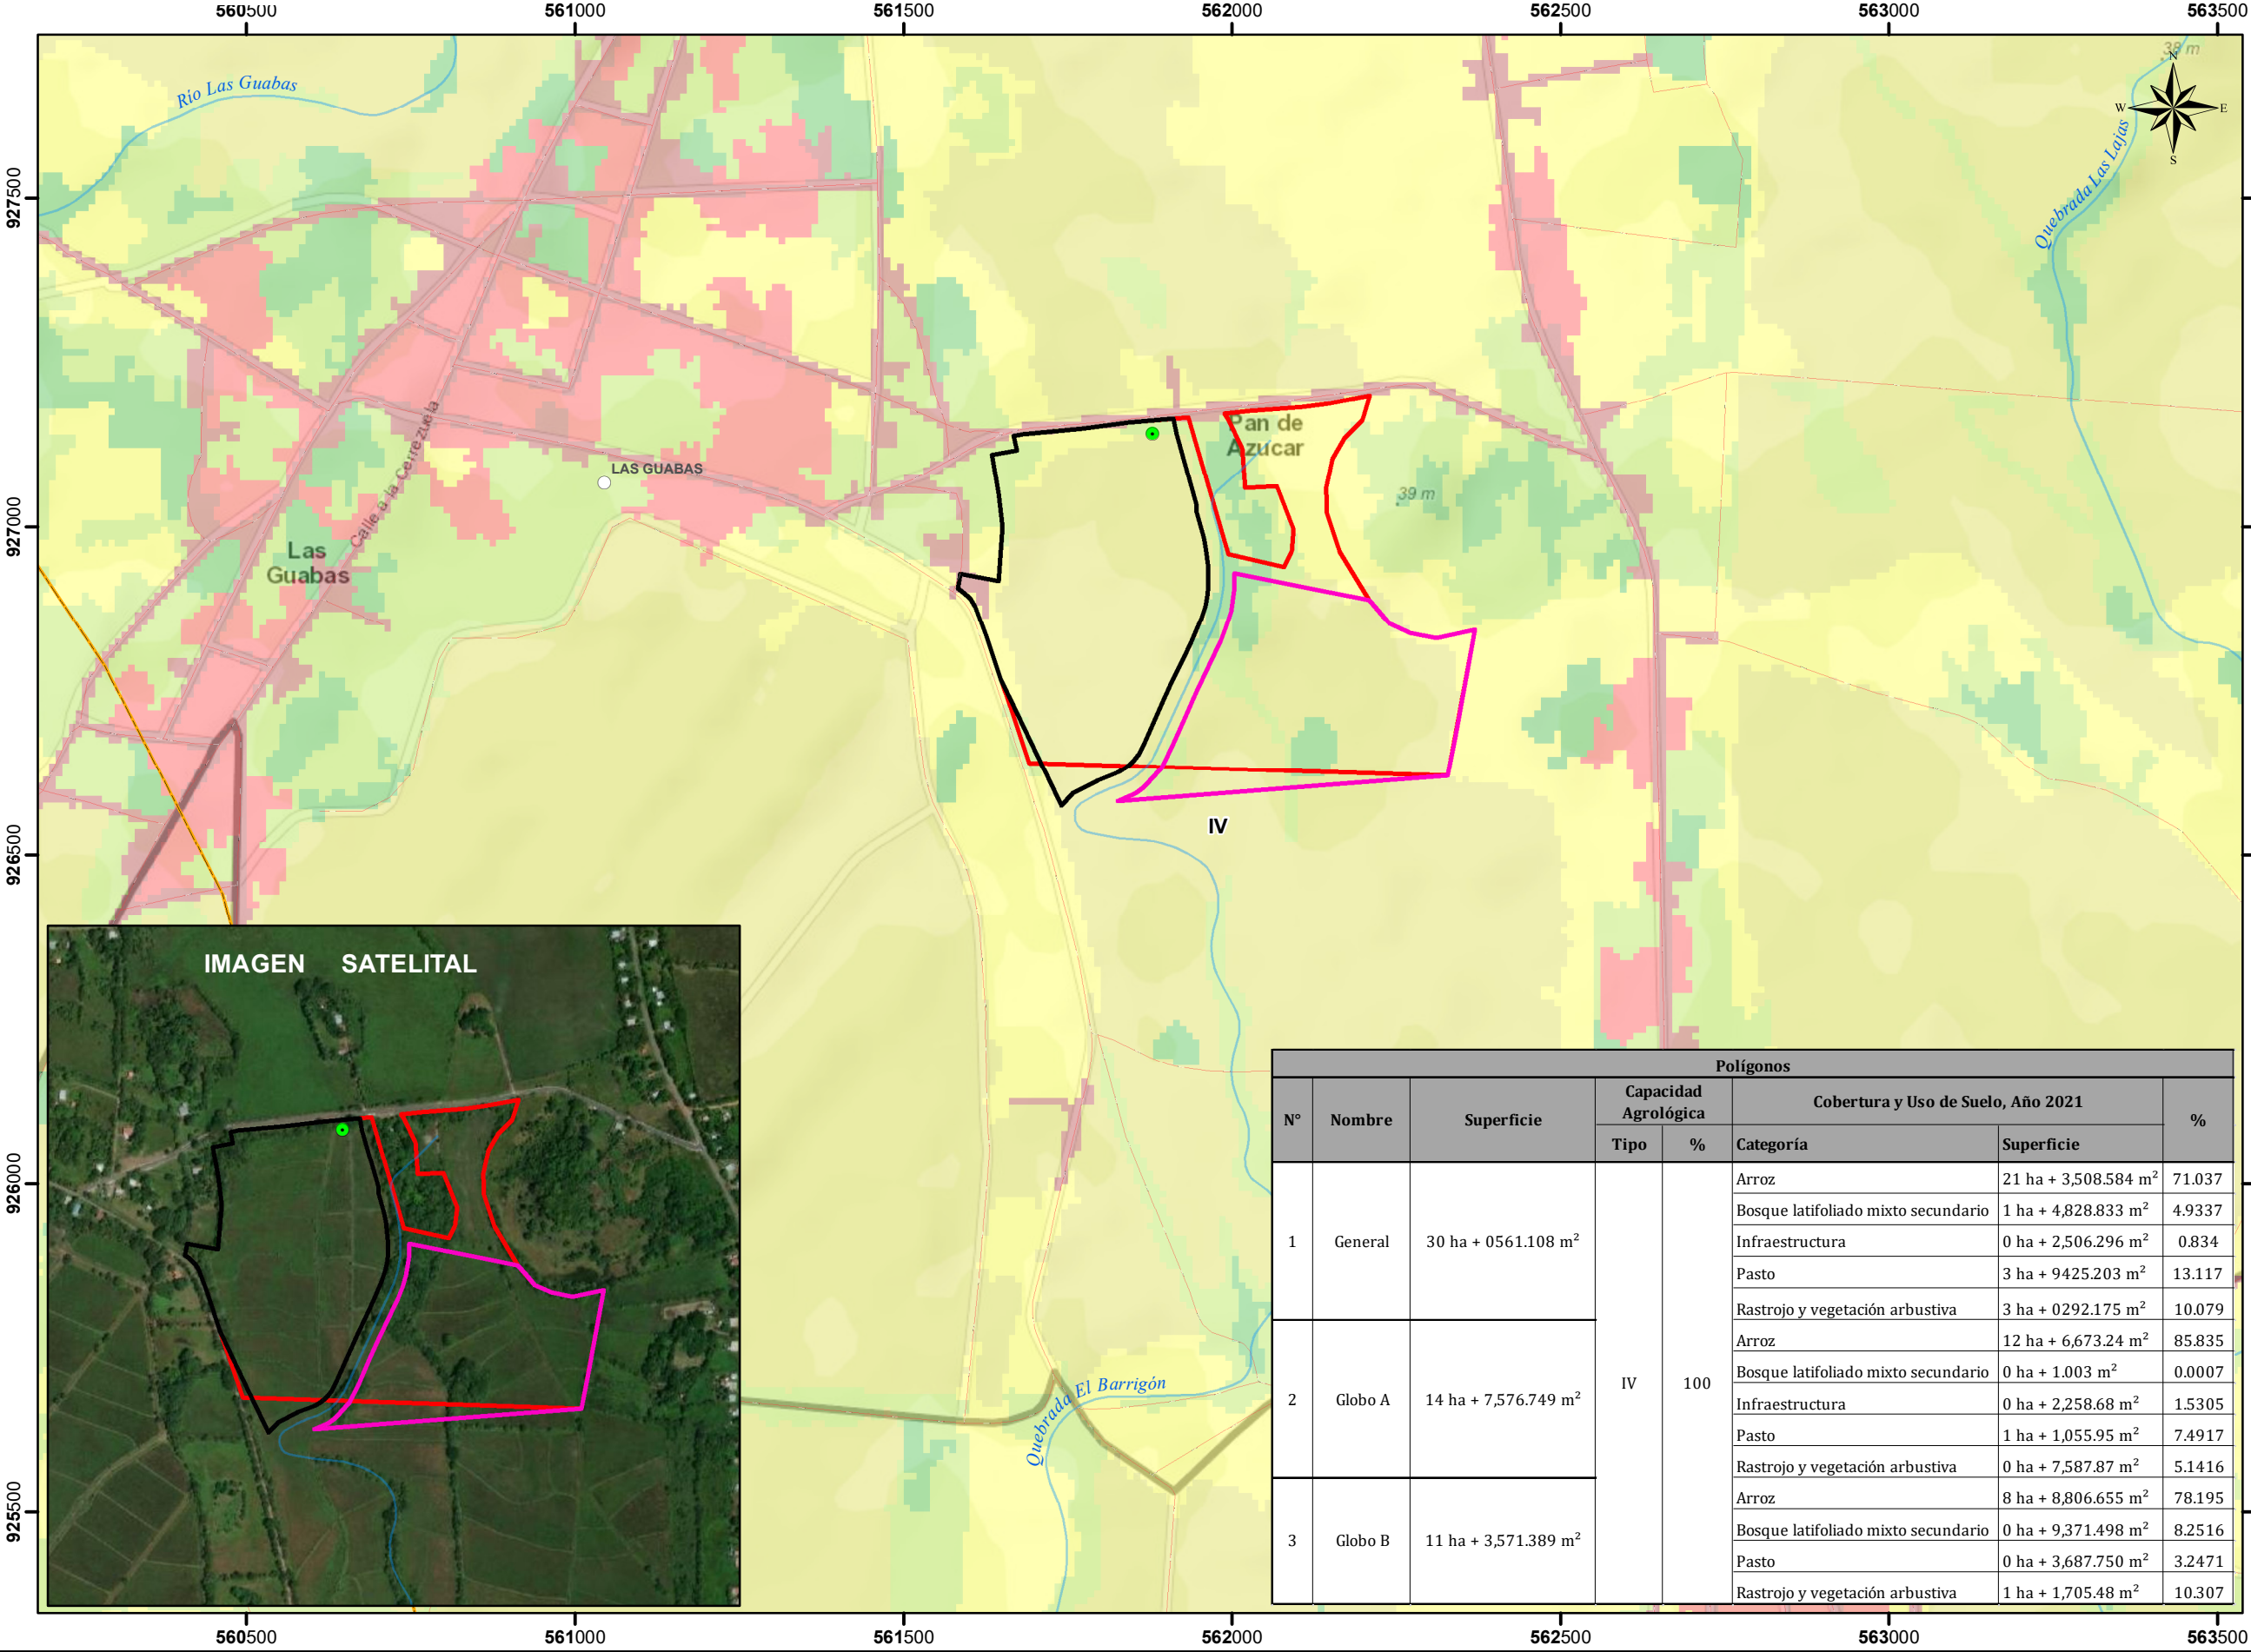 560500 561000 561500 562000 562500 563000 563500
38 m
N
W E
S
Rio Las Guabas
Quebrada Las Lajas
927500
Calle a la Cerrezuela
Pan de
Azucar
LAS GUABAS
39 m
927000
Las
Guabas
IV
926500
IMAGEN SATELITAL
926000
Quebrada El Barrigón
925500
Polígonos
N° Nombre Superficie Capacidad Agrológica Cobertura y Uso de Suelo, Año 2021 %
Tipo % Categoría Superficie
1 General 30 ha + 0561.108 m² IV 100
Arroz 21 ha + 3,508.584 m² 71.037
Bosque latifoliado mixto secundario 1 ha + 4,828.833 m² 4.9337
Infraestructura 0 ha + 2,506.296 m² 0.834
Pasto 3 ha + 9425.203 m² 13.117
Rastrojo y vegetación arbustiva 3 ha + 0292.175 m² 10.079
2 Globo A 14 ha + 7,576.749 m²
Arroz 12 ha + 6,673.24 m² 85.835
Bosque latifoliado mixto secundario 0 ha + 1.003 m² 0.0007
Infraestructura 0 ha + 2,258.68 m² 1.5305
Pasto 1 ha + 1,055.95 m² 7.4917
Rastrojo y vegetación arbustiva 0 ha + 7,587.87 m² 5.1416
3 Globo B 11 ha + 3,571.389 m²
Arroz 8 ha + 8,806.655 m² 78.195
Bosque latifoliado mixto secundario 0 ha + 9,371.498 m² 8.2516
Pasto 0 ha + 3,687.750 m² 3.2471
Rastrojo y vegetación arbustiva 1 ha + 1,705.48 m² 10.307
560500 561000 561500 562000 562500 563000 563500